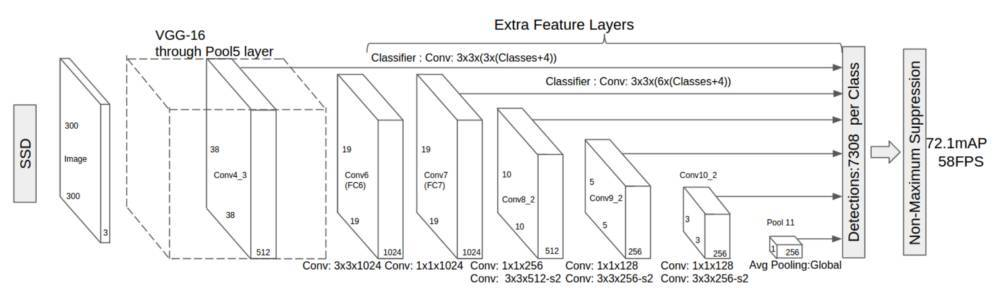 Extra Feature Layers
VGG-16
through Pool5 layer
Classifier : Conv: 3x3x(3x(Classes+4))
Classifier : Conv: 3x3x(6x(Classes+4))
SSD
300
Image
300
3
38
Conv4_3
38
512
19
Conv6
(FC6)
19
1024
19
Conv7
(FC7)
19
1024
10
Conv8_2
10
512
5
Conv9_2
5
256
Conv10_2
3
3
256
Pool 11
1
256
Detections:7308 per Class
Non-Maximum Suppression
72.1mAP
58FPS
Conv: 3x3x1024
Conv: 1x1x1024
Conv: 1x1x256
Conv: 3x3x512-s2
Conv: 1x1x128
Conv: 3x3x256-s2
Conv: 1x1x128
Conv: 3x3x256-s2
Avg Pooling:Global